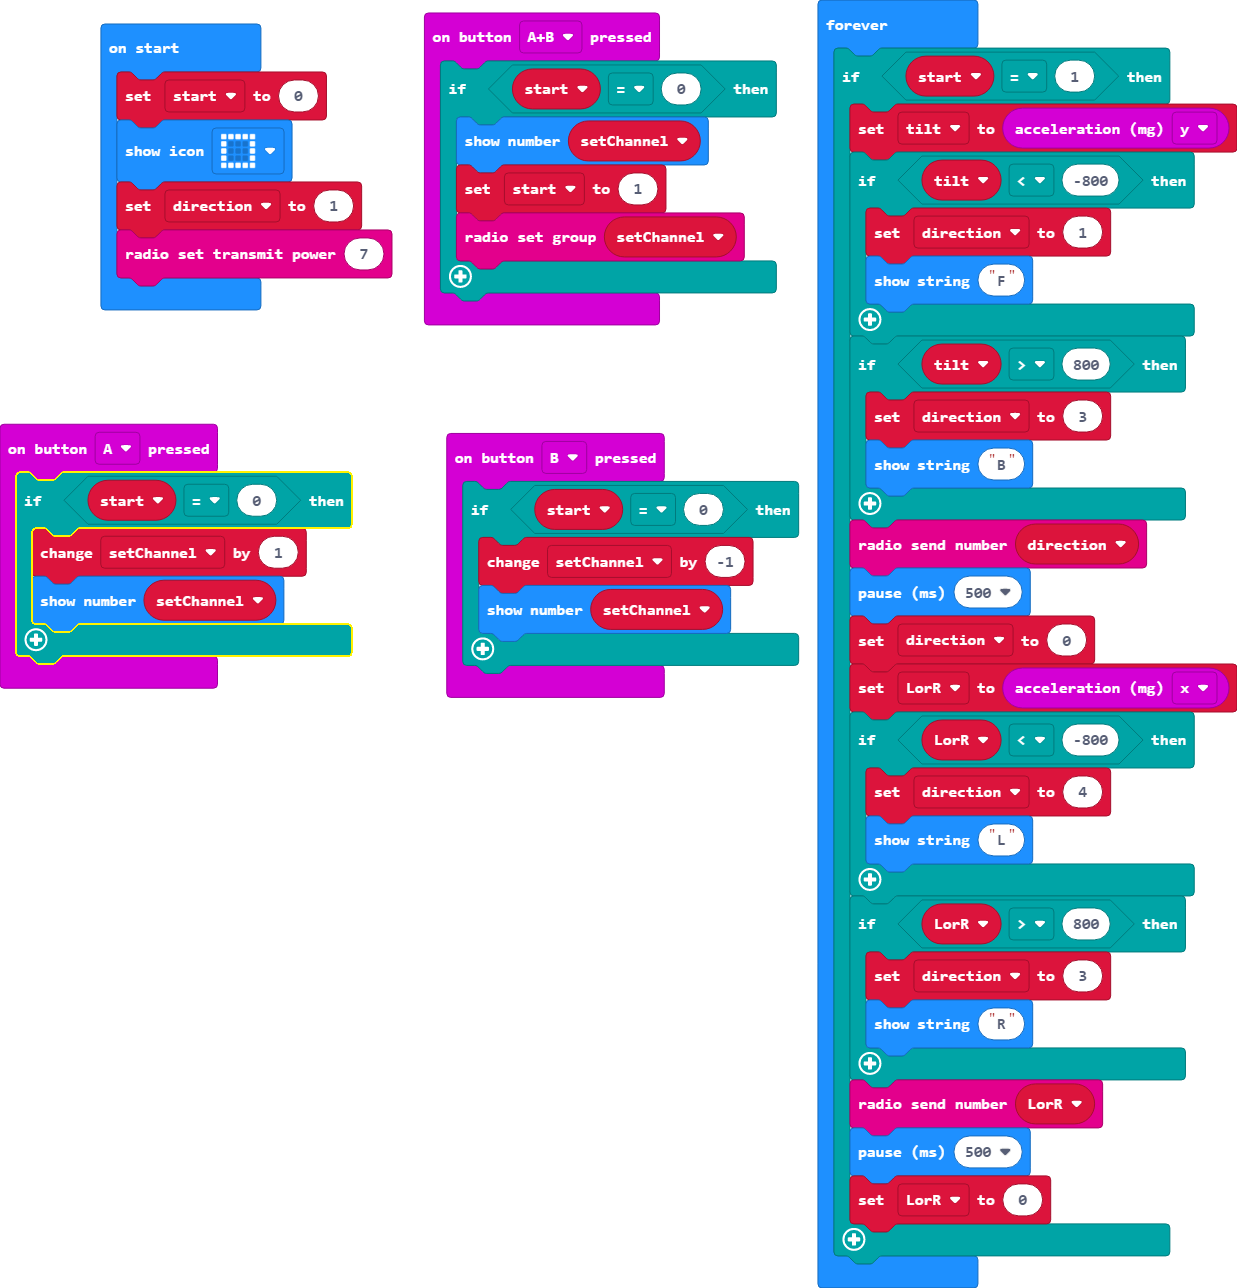 on start
set start to 0
show icon
set direction to 1
radio set transmit power 7
on button A+B pressed
if start = 0 then
show number setChannel
set start to 1
radio set group setChannel
on button A pressed
if start = 0 then
change setChannel by 1
show number setChannel
on button B pressed
if start = 0 then
change setChannel by -1
show number setChannel
forever
if start = 1 then
set tilt to acceleration (mg) y
if tilt < -800 then
set direction to 1
show string "F"
if tilt > 800 then
set direction to 3
show string "B"
radio send number direction
pause (ms) 500
set direction to 0
set LorR to acceleration (mg) x
if LorR < -800 then
set direction to 4
show string "L"
if LorR > 800 then
set direction to 3
show string "R"
radio send number LorR
pause (ms) 500
set LorR to 0